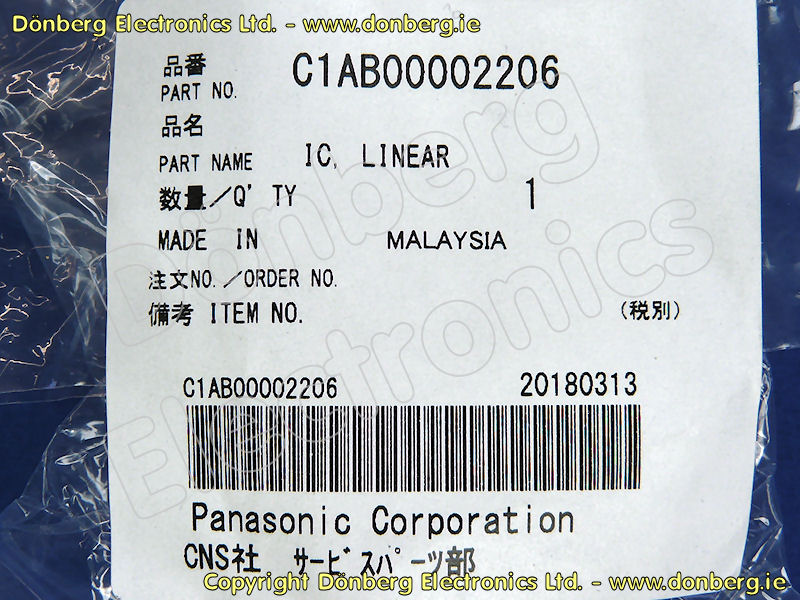 Dönberg Electronics Ltd. - www.donberg.ie
品番
PART NO. C1AB00002206
品名
PART NAME IC, LINEAR
数量/Q' TY 1
MADE IN MALAYSIA
注文NO./ORDER NO.
備考 ITEM NO. (税別)
Dönberg
Electronics
C1AB00002206 20180313
Panasonic Corporation
CNS社 サービスパーツ部
Copyright Dönberg Electronics Ltd. - www.donberg.ie